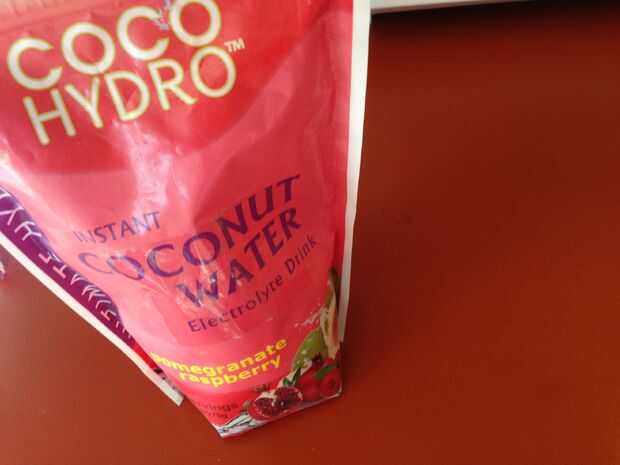 COCO
HYDRO™
INSTANT
COCONUT
WATER
Electrolyte Drink
pomegranate
raspberry